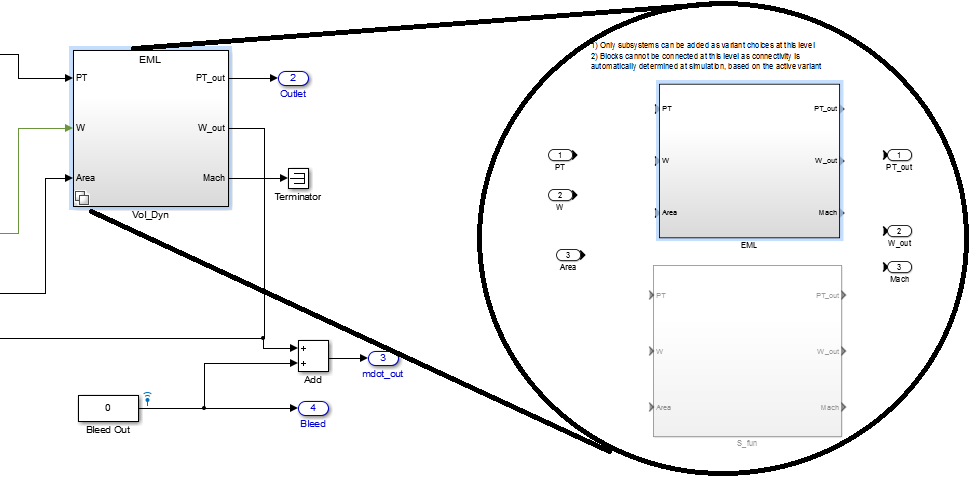 EML
PT
PT_out
2
Outlet
W
W_out
Area
Mach
Terminator
Vol_Dyn
+
+
Add
3
mdot_out
0
Bleed Out
4
Bleed
1) Only subsystems can be added as variant choices at this level
2) Blocks cannot be connected at this level as connectivity is
automatically determined at simulation, based on the active variant
1
PT
2
W
3
Area
PT
PT_out
W
W_out
Area
Mach
EML
1
PT_out
2
W_out
3
Mach
PT
PT_out
W
W_out
Area
Mach
S_fun